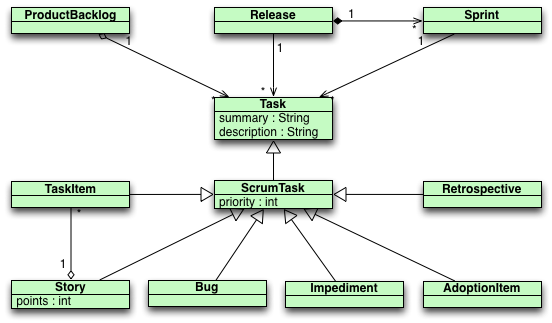 ProductBacklog
Release
Sprint
1
*
1
1
1
*
*
*
Task
summary : String
description : String
TaskItem
ScrumTask
priority : int
Retrospective
*
1
Story
points : int
Bug
Impediment
AdoptionItem